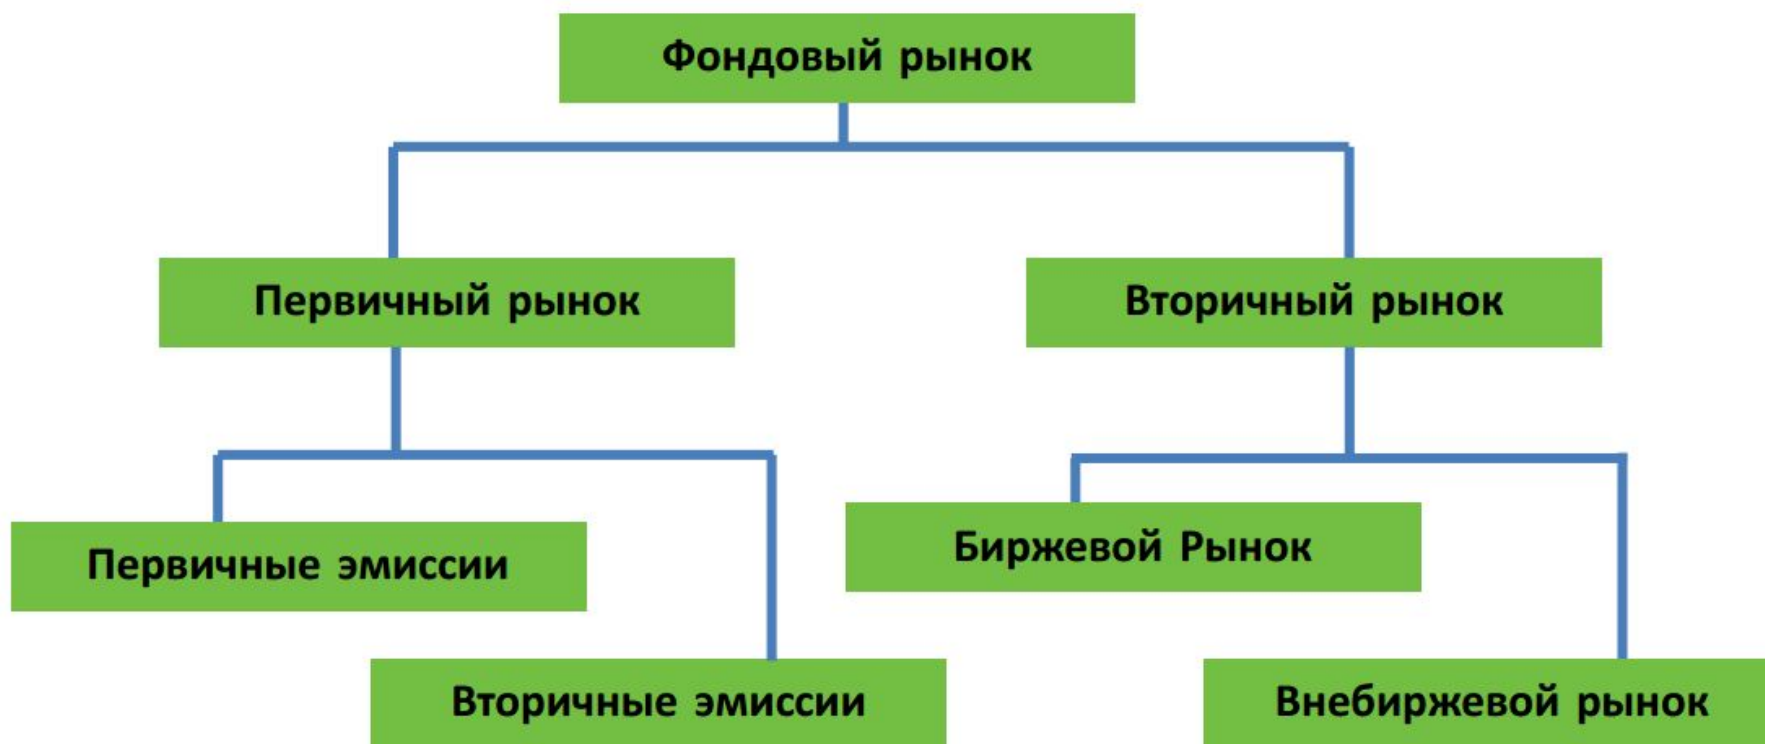 Фондовый рынок
Первичный рынок
Вторичный рынок
Первичные эмиссии
Биржевой Рынок
Вторичные эмиссии
Внебиржевой рынок